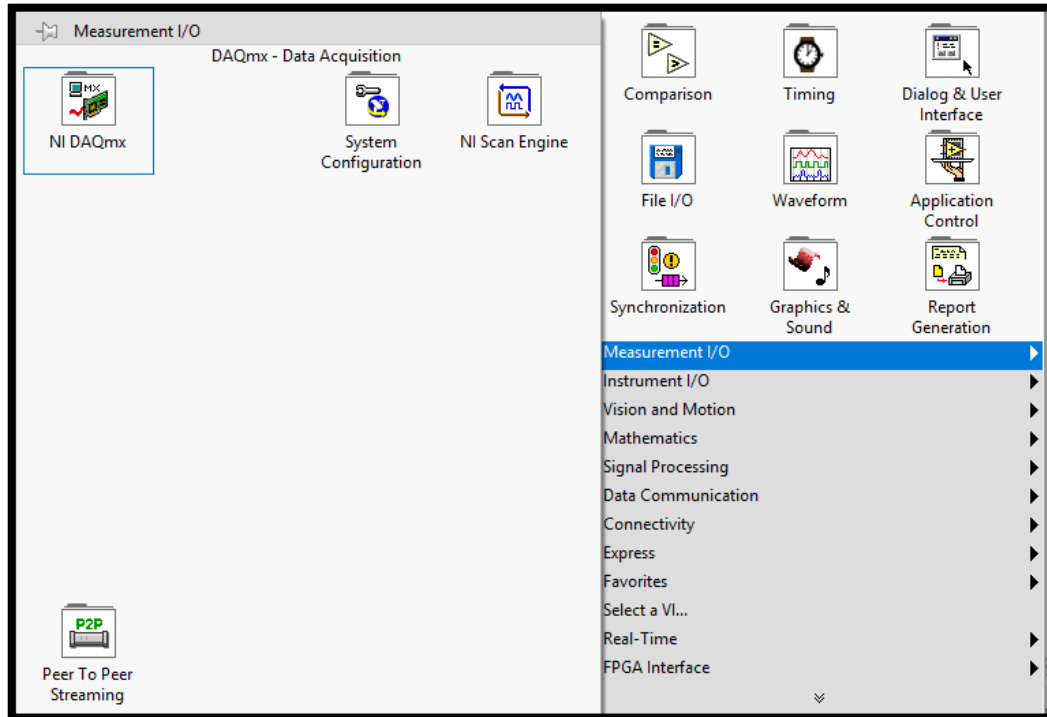 Measurement I/O
DAQmx - Data Acquisition
MX
NI DAQmx
System
Configuration
NI Scan Engine
P2P
Peer To Peer
Streaming
Comparison
Timing
Dialog & User
Interface
File I/O
Waveform
Application
Control
Synchronization
Graphics &
Sound
Report
Generation
Measurement I/O
Instrument I/O
Vision and Motion
Mathematics
Signal Processing
Data Communication
Connectivity
Express
Favorites
Select a VI...
Real-Time
FPGA Interface